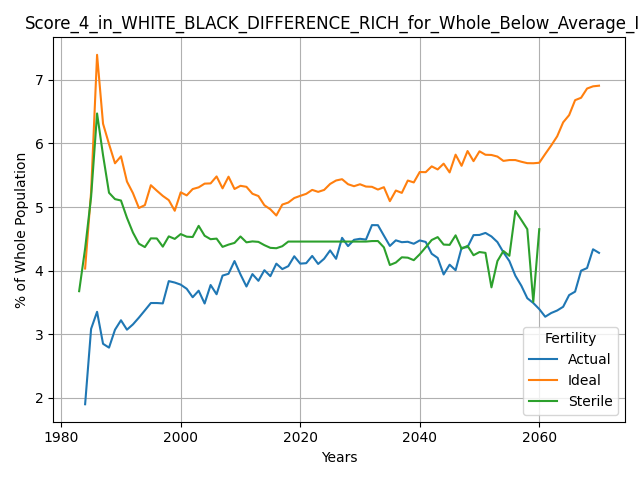 Score_4_in_WHITE_BLACK_DIFFERENCE_RICH_for_Whole_Below_Average_I
% of Whole Population
7
6
5
4
3
2
1980
2000
2020
2040
2060
Years
Fertility
Actual
Ideal
Sterile